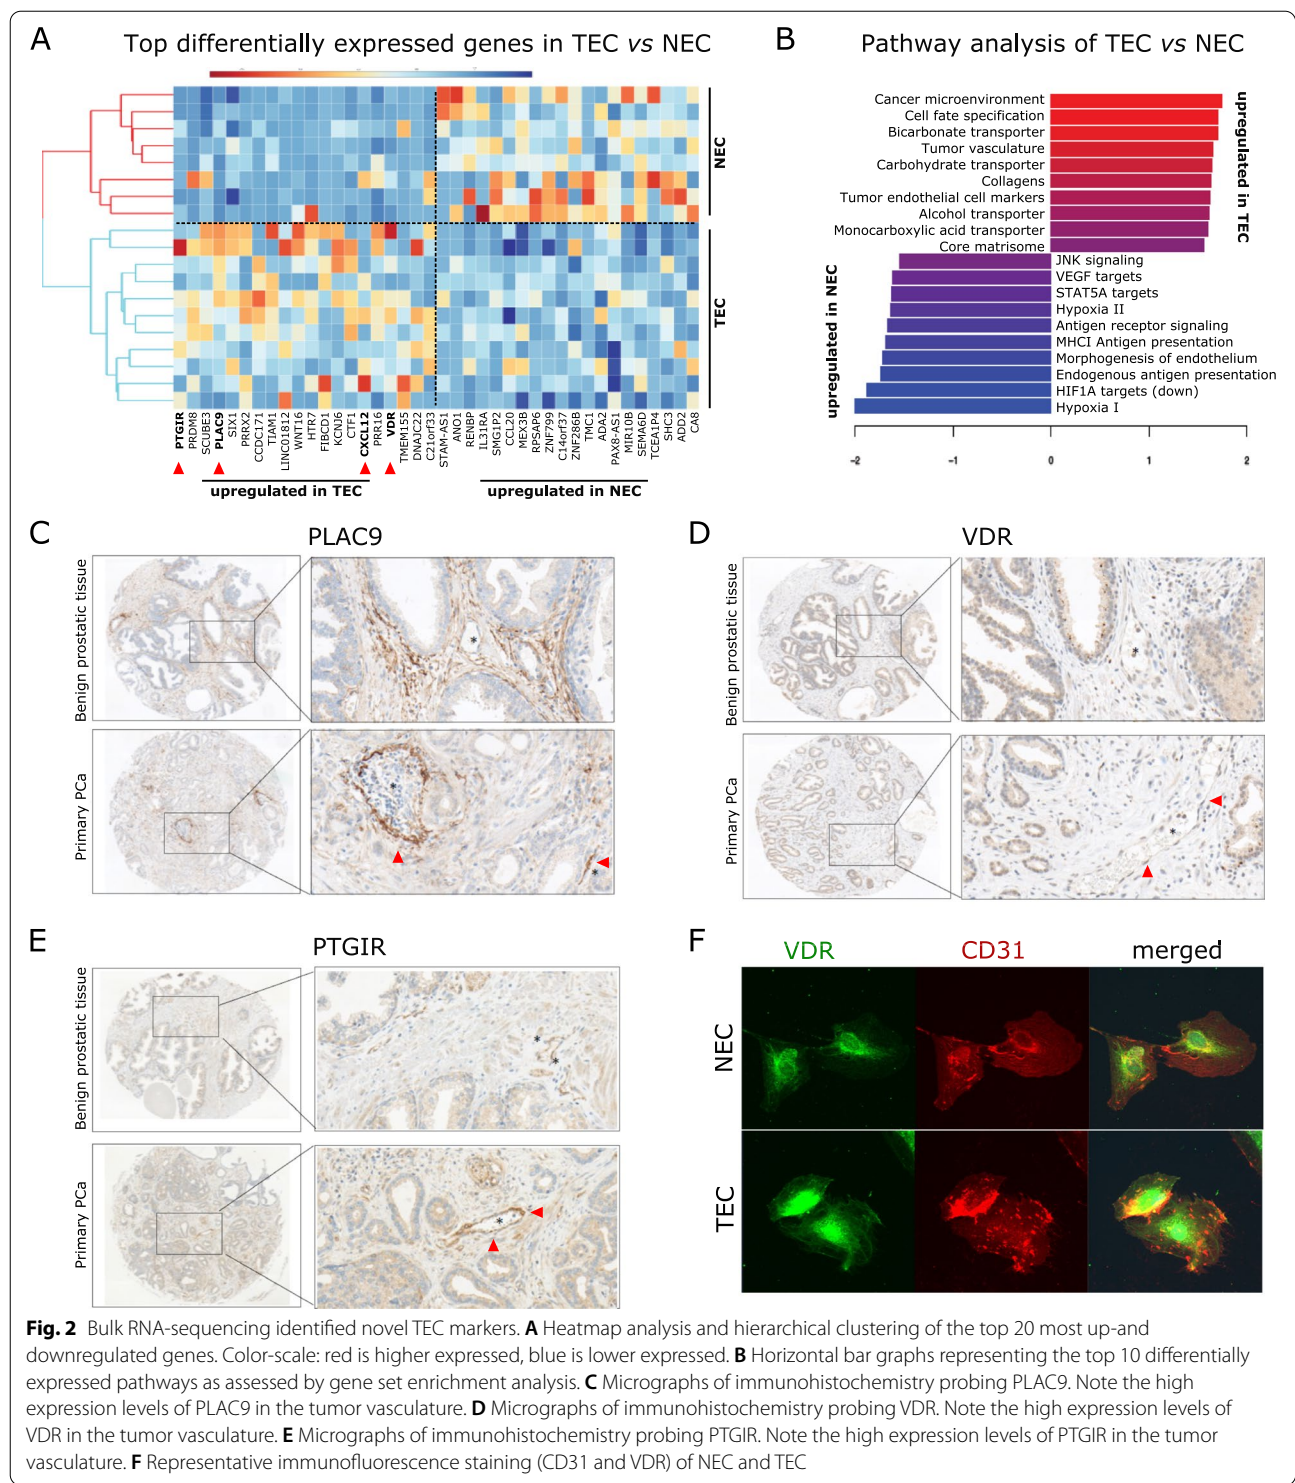 A
Top differentially expressed genes in TEC vs NEC
NEC
TEC
PTGIR
PRDM8
SCUBE3
PLAC9
SIX1
PRRX2
CCDC171
TIAM1
LINC01812
WNT16
HTR7
FIBCD1
KCNJ6
CTF1
CXCL12
PRR16
VDR
TMEM155
DNAJC22
C21orf33
STAM-AS1
ANO1
RENBP
IL31RA
SMG1P2
CCL20
MEX3B
RPSAP6
ZNF799
C14orf37
ZNF286B
TMC1
ADA2
PAX8-AS1
MIR10B
SEMA6D
TCEA1P4
SHC3
ADD2
CA8
upregulated in TEC
upregulated in NEC
B
Pathway analysis of TEC vs NEC
Cancer microenvironment
Cell fate specification
Bicarbonate transporter
Tumor vasculature
Carbohydrate transporter
Collagens
Tumor endothelial cell markers
Alcohol transporter
Monocarboxylic acid transporter
Core matrisome
upregulated in TEC
upregulated in NEC
JNK signaling
VEGF targets
STAT5A targets
Hypoxia II
Antigen receptor signaling
MHCI Antigen presentation
Morphogenesis of endothelium
Endogenous antigen presentation
HIF1A targets (down)
Hypoxia I
-2 -1 0 1 2
C
PLAC9
Benign prostatic tissue
*
Primary PCa
*
*
D
VDR
Benign prostatic tissue
*
Primary PCa
*
E
PTGIR
Benign prostatic tissue
*
*
Primary PCa
*
F
VDR CD31 merged
NEC
TEC
Fig. 2 Bulk RNA-sequencing identified novel TEC markers. A Heatmap analysis and hierarchical clustering of the top 20 most up-and
downregulated genes. Color-scale: red is higher expressed, blue is lower expressed. B Horizontal bar graphs representing the top 10 differentially
expressed pathways as assessed by gene set enrichment analysis. C Micrographs of immunohistochemistry probing PLAC9. Note the high
expression levels of PLAC9 in the tumor vasculature. D Micrographs of immunohistochemistry probing VDR. Note the high expression levels of
VDR in the tumor vasculature. E Micrographs of immunohistochemistry probing PTGIR. Note the high expression levels of PTGIR in the tumor
vasculature. F Representative immunofluorescence staining (CD31 and VDR) of NEC and TEC